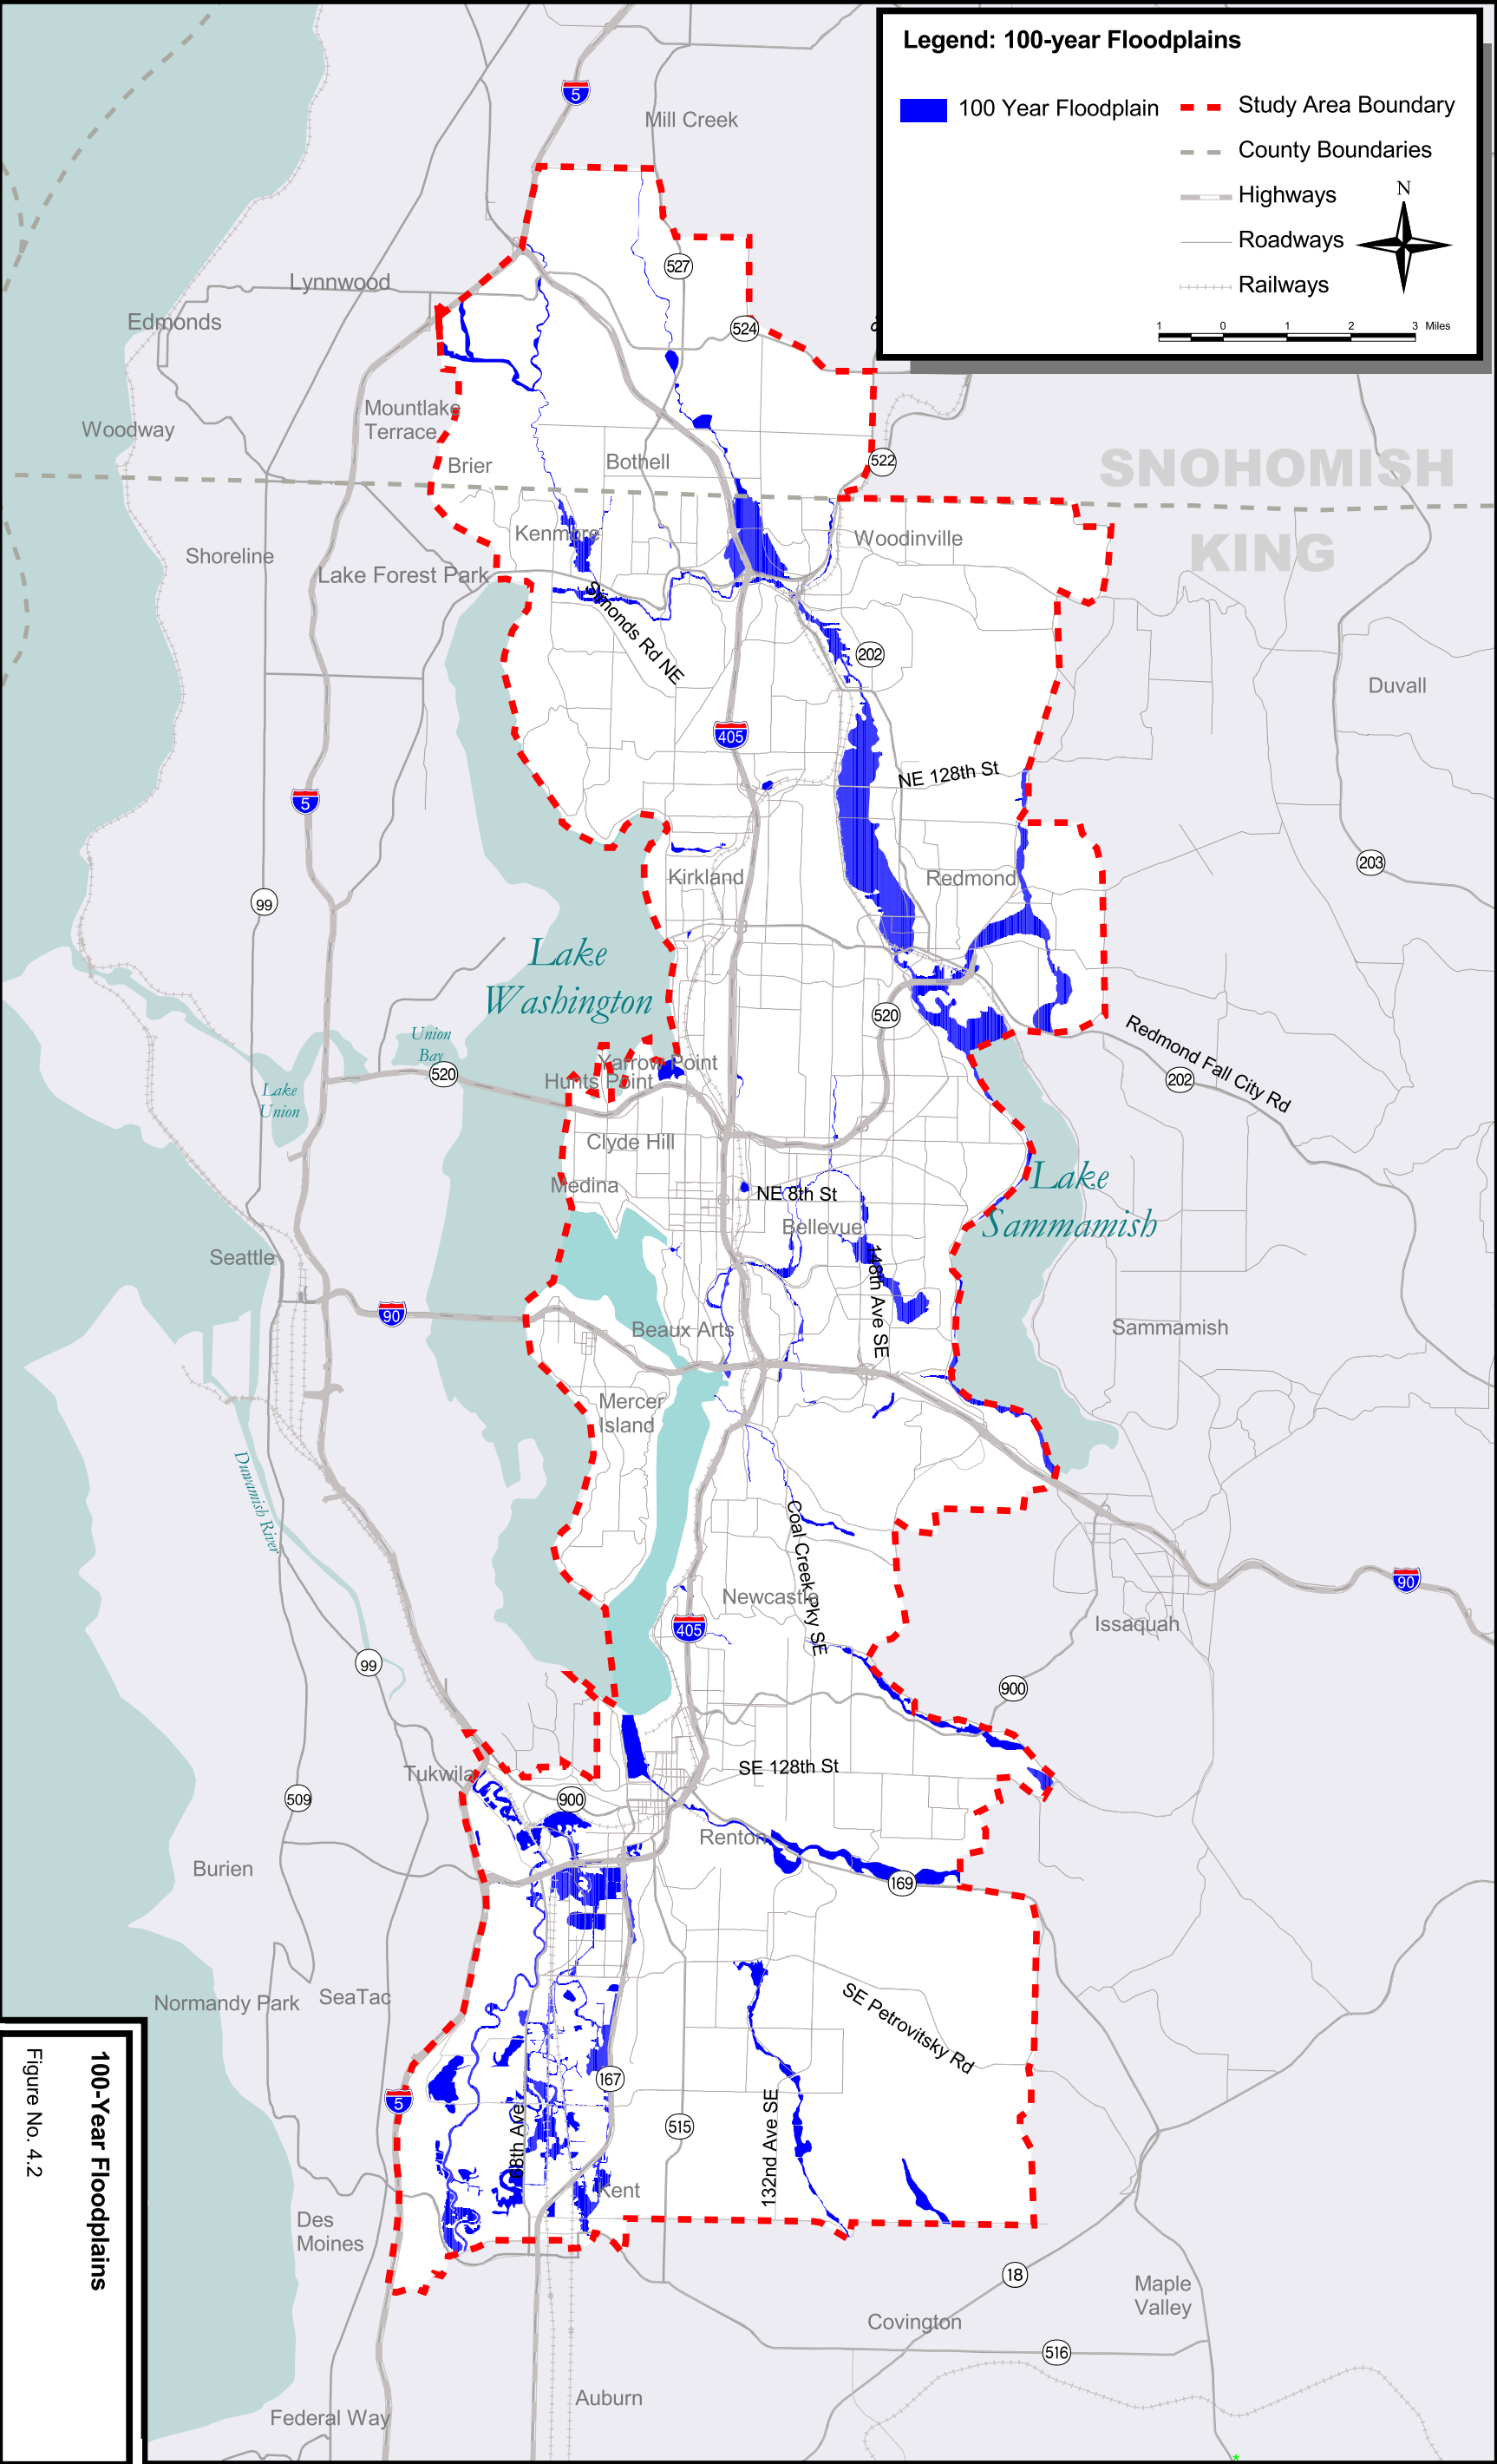 Legend: 100-year Floodplains
100 Year Floodplain
Study Area Boundary
County Boundaries
Highways
Roadways
Railways
N
1 0 1 2 3 Miles
5
Mill Creek
527
Lynnwood
Edmonds
524
Mountlake
Terrace
Woodway
Brier
Bothell
522
SNOHOMISH
KING
Kenmore
Woodinville
Shoreline
Lake Forest Park
Simonds Rd NE
202
Duvall
405
NE 128th St
5
203
Kirkland
Redmond
99
Lake
Washington
520
Redmond Fall City Rd
202
Union
Bay
520
Yarrow Point
Hunts Point
Lake
Union
Clyde Hill
Medina
NE 8th St
Bellevue
Lake
Sammamish
148th Ave SE
Seattle
90
Beaux Arts
Sammamish
Mercer
Island
Duwamish River
Coal Creek Pky SE
Newcastle
90
Issaquah
405
99
900
SE 128th St
Tukwila
900
509
Renton
Burien
169
Normandy Park
SeaTac
SE Petrovitsky Rd
167
5
68th Ave
515
132nd Ave SE
Kent
Des
Moines
18
Maple
Valley
Covington
516
Auburn
Federal Way
100-Year Floodplains
Figure No. 4.2